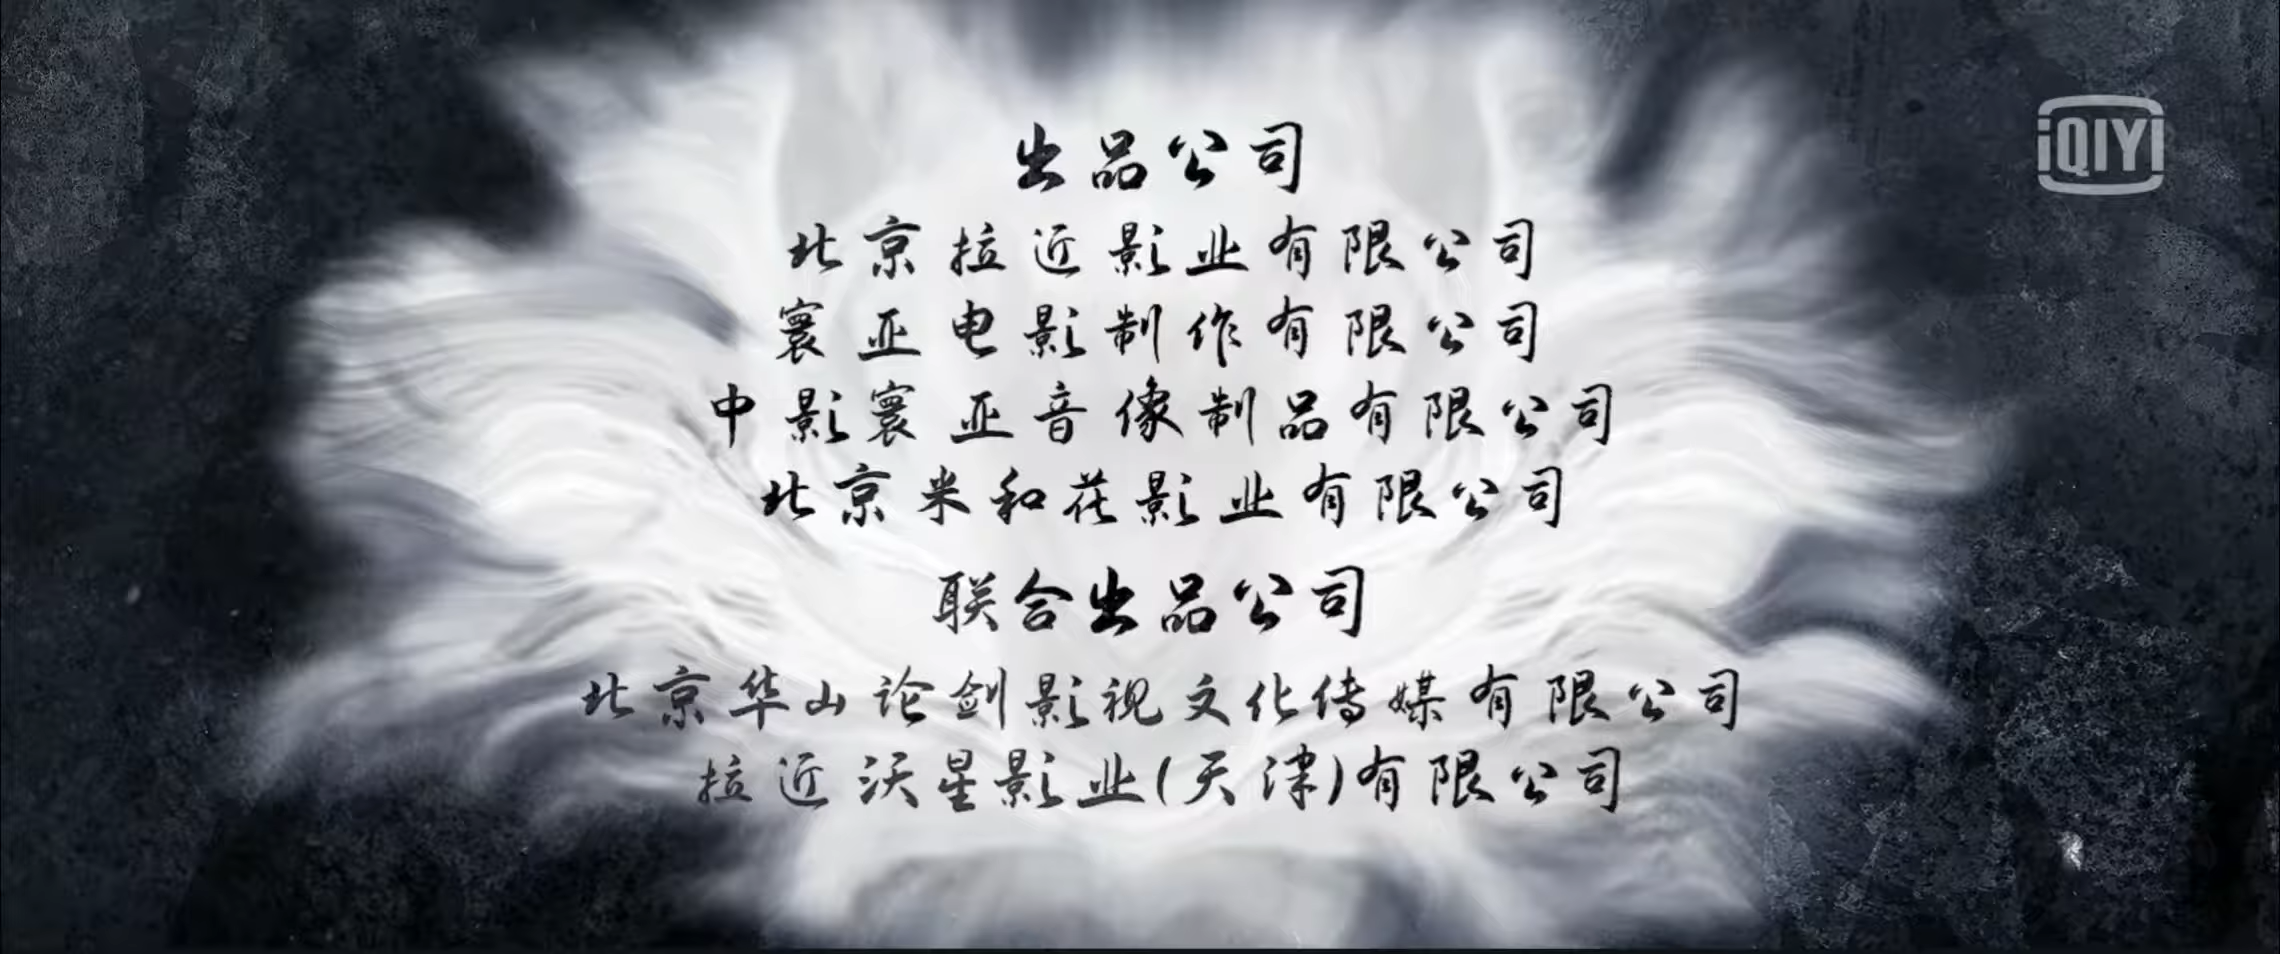 出品公司
iQIYI
北京拉近影业有限公司
寰亚电影制作有限公司
中影寰亚音像制品有限公司
北京米和花影业有限公司
联合出品公司
北京华山论剑影视文化传媒有限公司
拉近沃星影业(天津)有限公司